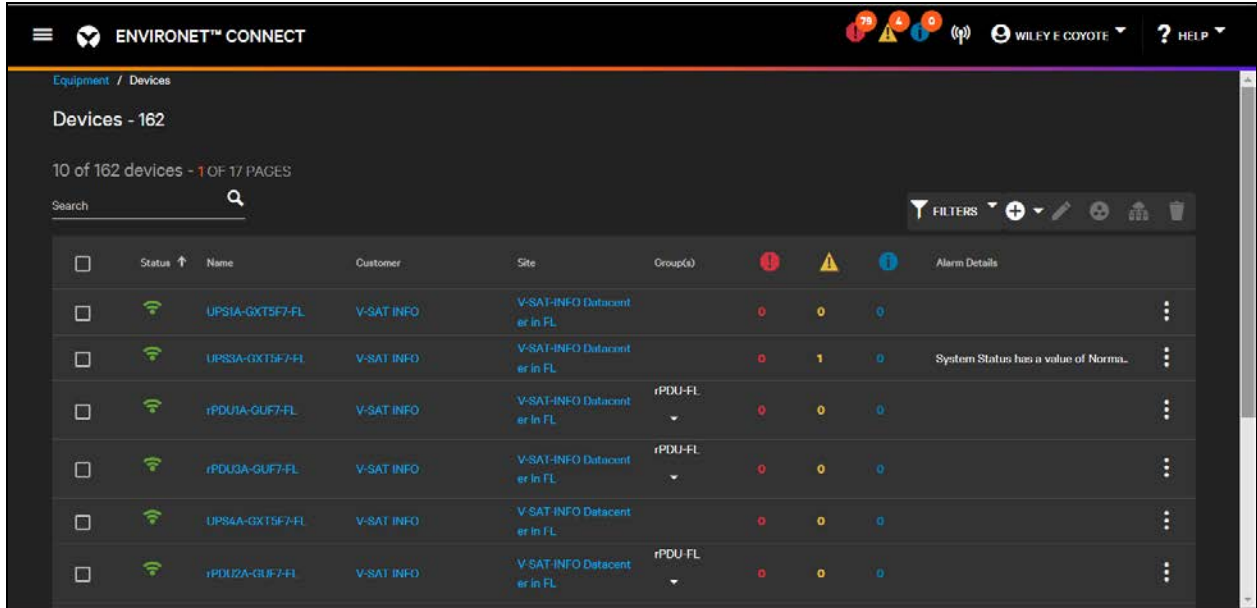 79 4 0
ENVIRONET™ CONNECT
WILEY E COYOTE
? HELP
Equipment / Devices
Devices - 162
10 of 162 devices - 1 OF 17 PAGES
Search
FILTERS
Status Name Customer Site Group(s) Alarm Details
UPS1A-GXT5F7-FL V-SAT INFO V-SAT-INFO Datacent 0 0 0
er in FL
UPS3A-GXT5F7-FL V-SAT INFO V-SAT-INFO Datacent 0 1 0 System Status has a value of Norma...
er in FL
rPDU-FL
rPDU1A-GUF7-FL V-SAT INFO V-SAT-INFO Datacent 0 0 0
er in FL
rPDU-FL
rPDU3A-GUF7-FL V-SAT INFO V-SAT-INFO Datacent 0 0 0
er in FL
UPS4A-GXT5F7-FL V-SAT INFO V-SAT-INFO Datacent 0 0 0
er in FL
rPDU-FL
rPDU2A-GUF7-FL V-SAT INFO V-SAT-INFO Datacent 0 0 0
er in FL